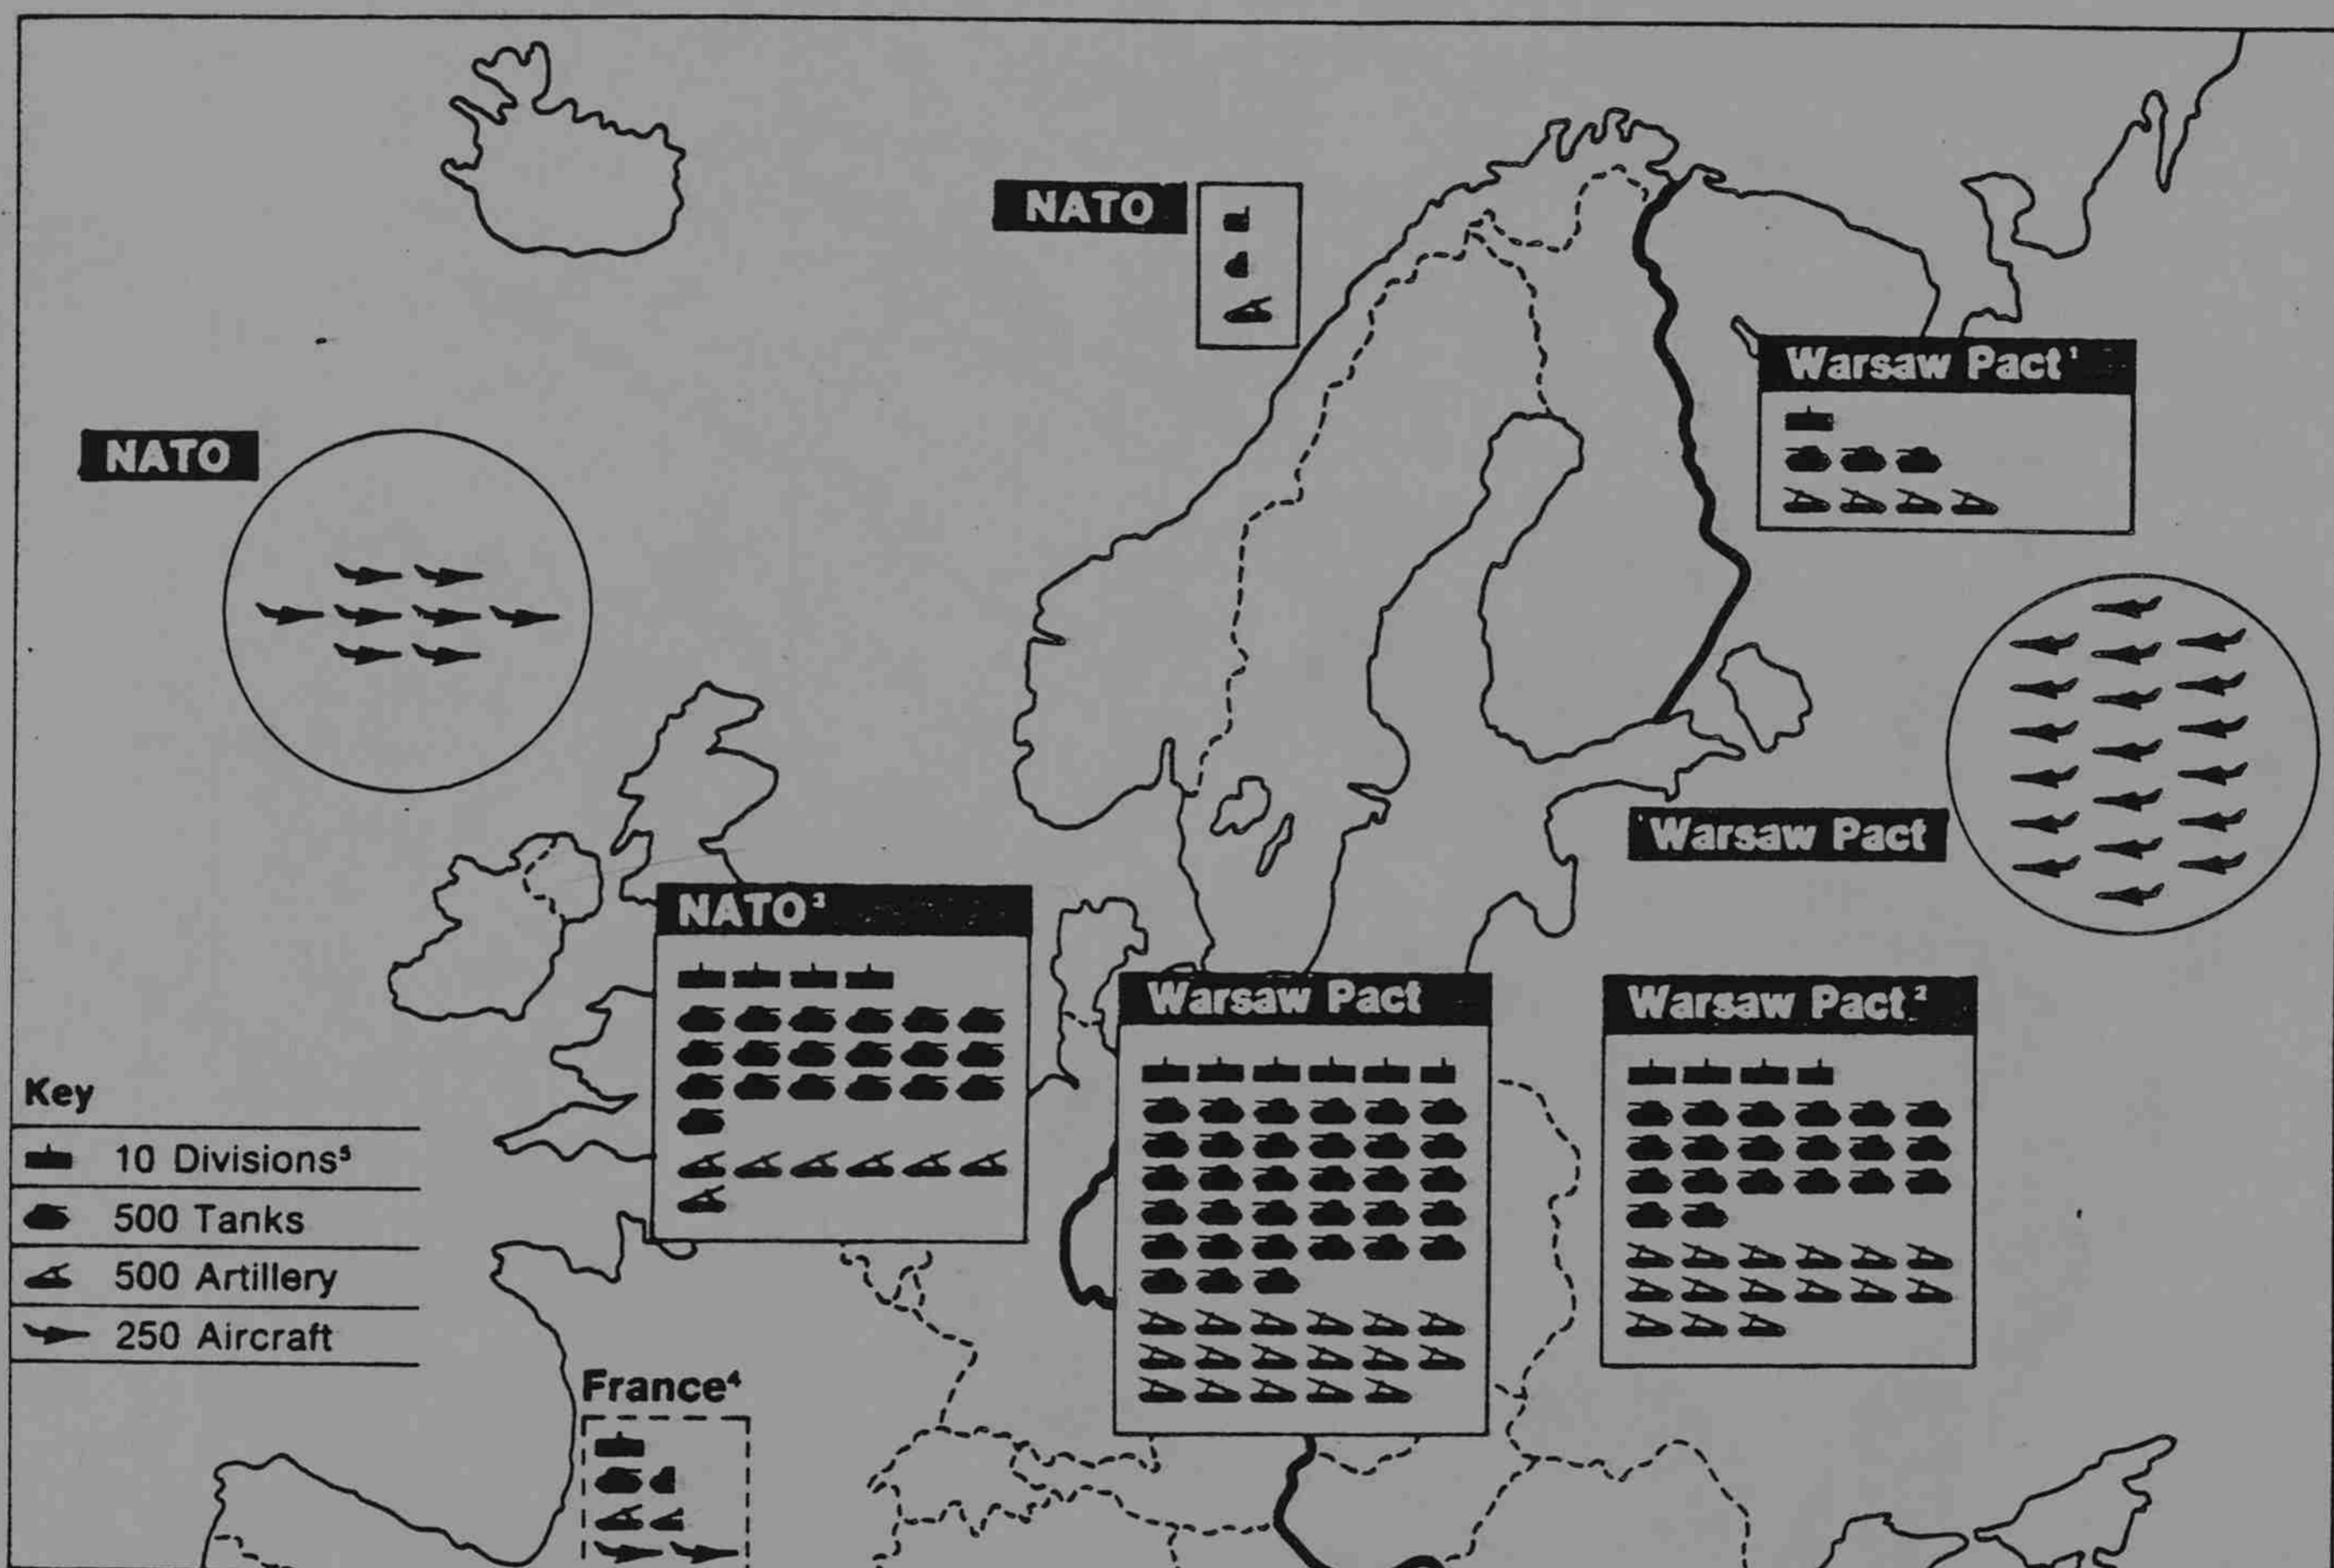 NATO
Warsaw Pact¹
NATO
Warsaw Pact
NATO³
Warsaw Pact
Warsaw Pact²
Key
10 Divisions⁵
500 Tanks
500 Artillery
250 Aircraft
France⁴